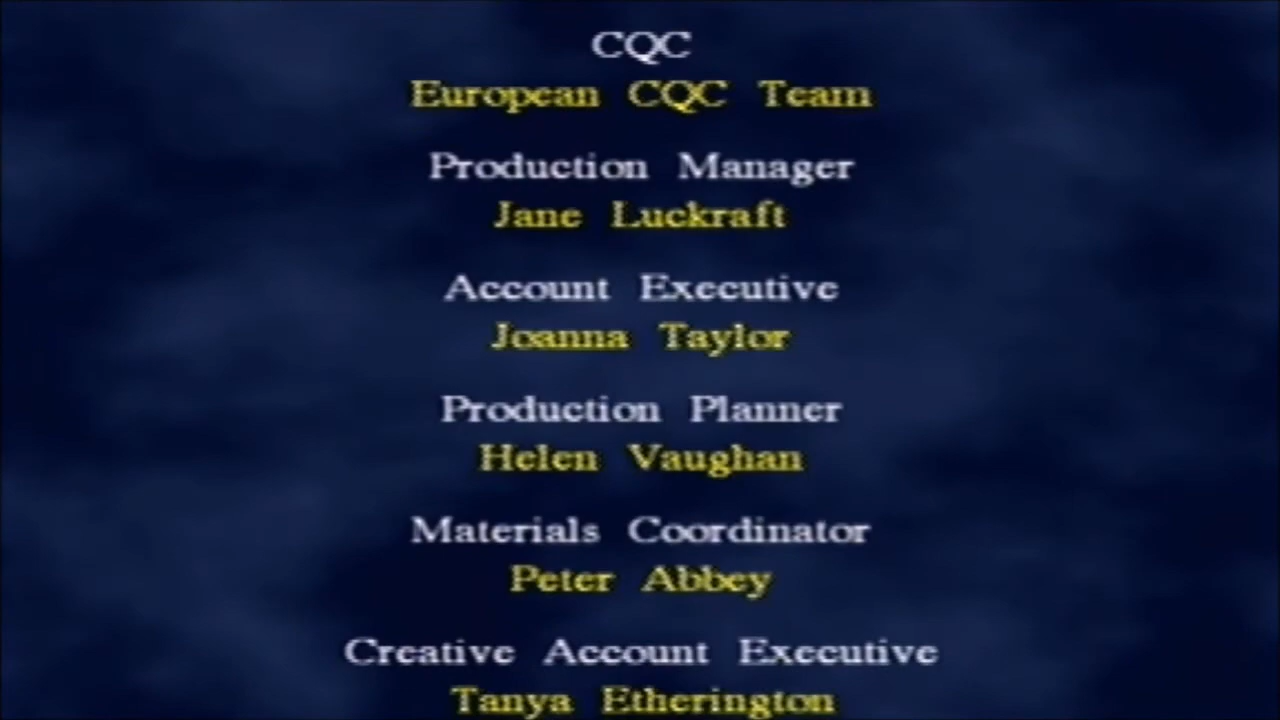 CQC
European CQC Team
Production Manager
Jane Luckraft
Account Executive
Joanna Taylor
Production Planner
Helen Vaughan
Materials Coordinator
Peter Abbey
Creative Account Executive
Tanya Etherington